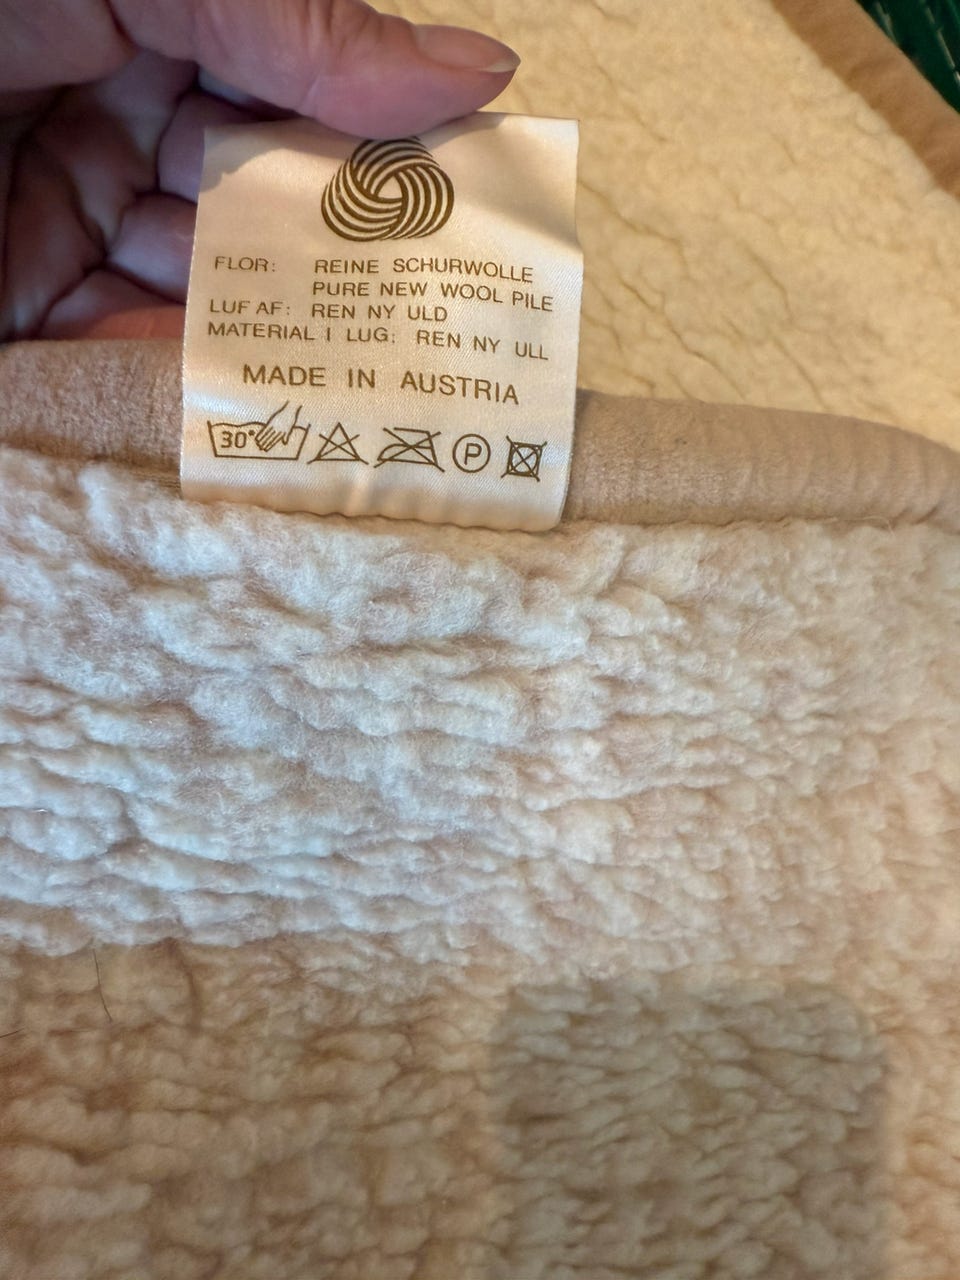 FLOR: REINE SCHURWOLLE
PURE NEW WOOL PILE
LUF AF: REN NY ULD
MATERIAL I LUG: REN NY ULL
MADE IN AUSTRIA
30° P